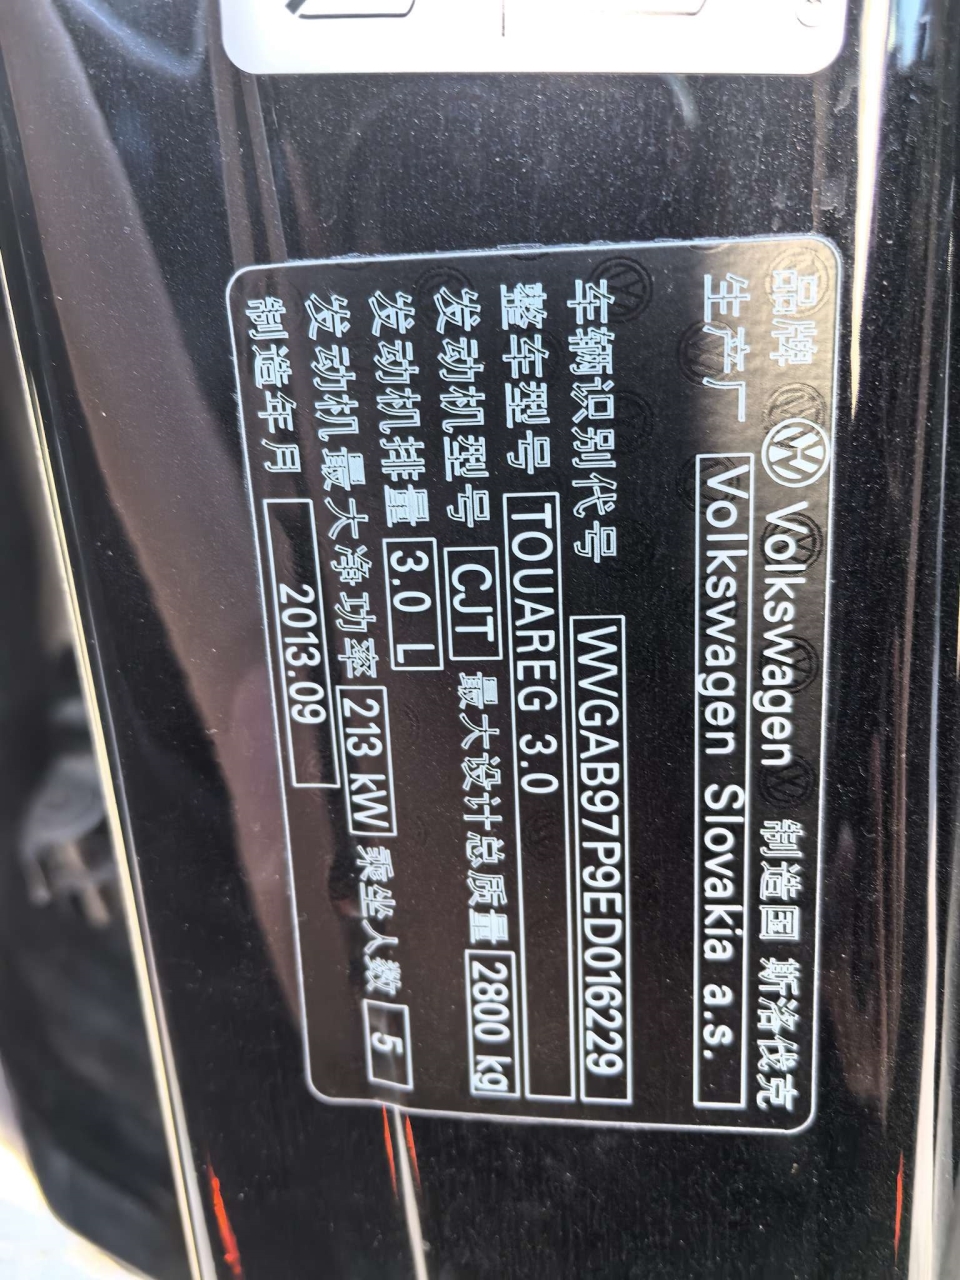 品牌 Volkswagen 制造国 斯洛伐克
生产厂 Volkswagen Slovakia a.s.
车辆识别代号 WVGAB97P9ED016229
整车型号 TOUAREG 3.0
发动机型号 CJT 最大设计总质量 2800 kg
发动机排量 3.0 L
发动机最大净功率 213 kW 乘坐人数 5
制造年月 2013.09